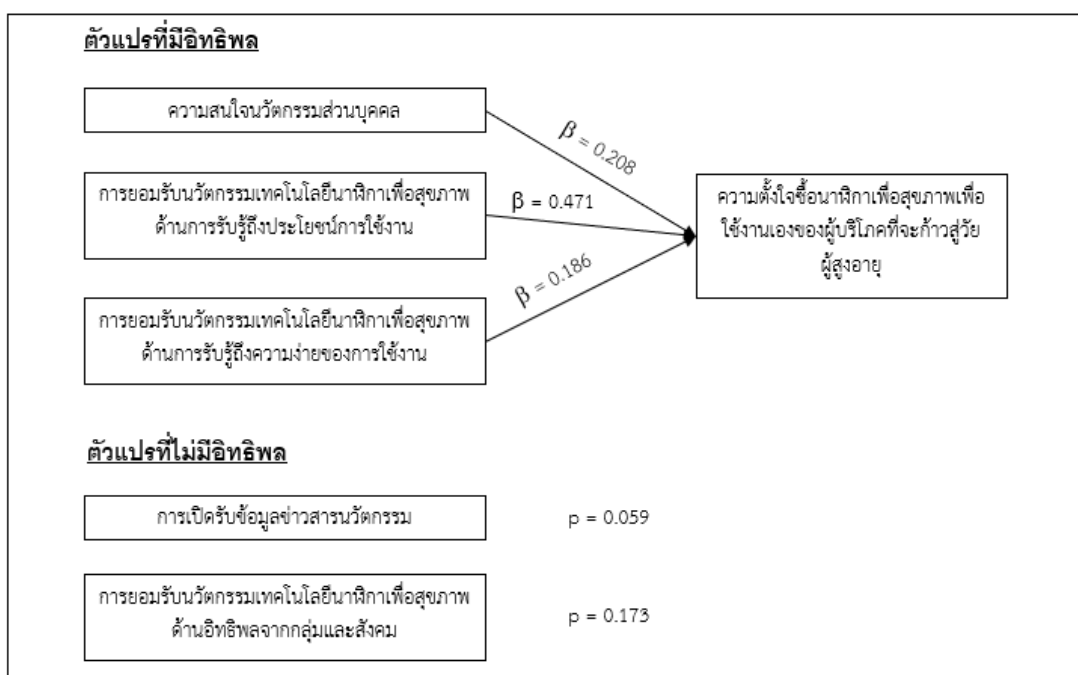 ตัวแปรที่มีอิทธิพล
ความสนใจนวัตกรรมส่วนบุคคล
β = 0.208
การยอมรับนวัตกรรมเทคโนโลยีนาฬิกาเพื่อสุขภาพ
ด้านการรับรู้ถึงประโยชน์การใช้งาน
β = 0.471
ความตั้งใจซื้อนาฬิกาเพื่อสุขภาพเพื่อ
ใช้งานเองของผู้บริโภคที่จะก้าวสู่วัย
ผู้สูงอายุ
β = 0.186
การยอมรับนวัตกรรมเทคโนโลยีนาฬิกาเพื่อสุขภาพ
ด้านการรับรู้ถึงความง่ายของการใช้งาน
ตัวแปรที่ไม่มีอิทธิพล
การเปิดรับข้อมูลข่าวสารนวัตกรรม
p = 0.059
การยอมรับนวัตกรรมเทคโนโลยีนาฬิกาเพื่อสุขภาพ
ด้านอิทธิพลจากกลุ่มและสังคม
p = 0.173